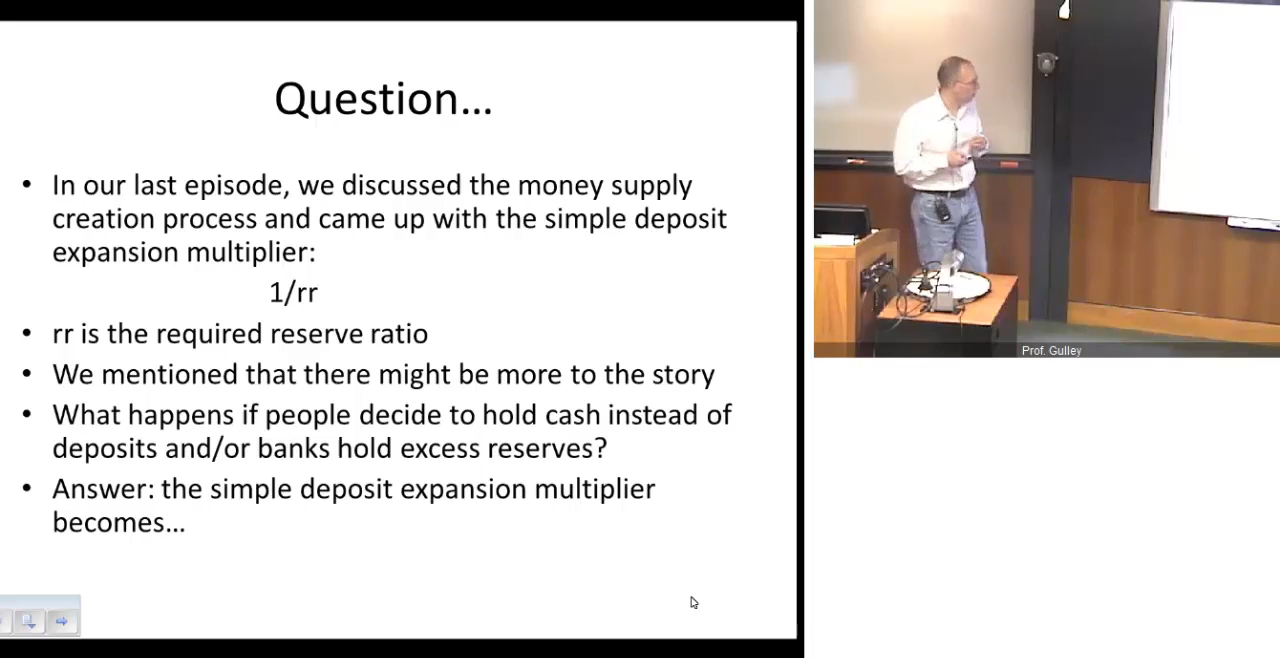 Question...
• In our last episode, we discussed the money supply
creation process and came up with the simple deposit
expansion multiplier:
1/rr
• rr is the required reserve ratio
• We mentioned that there might be more to the story
• What happens if people decide to hold cash instead of
deposits and/or banks hold excess reserves?
• Answer: the simple deposit expansion multiplier
becomes...
Prof. Gulley